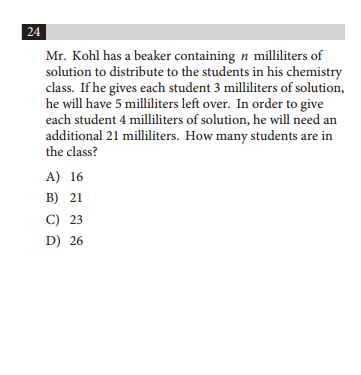 24
Mr. Kohl has a beaker containing n milliliters of
solution to distribute to the students in his chemistry
class. If he gives each student 3 milliliters of solution,
he will have 5 milliliters left over. In order to give
each student 4 milliliters of solution, he will need an
additional 21 milliliters. How many students are in
the class?
A) 16
B) 21
C) 23
D) 26